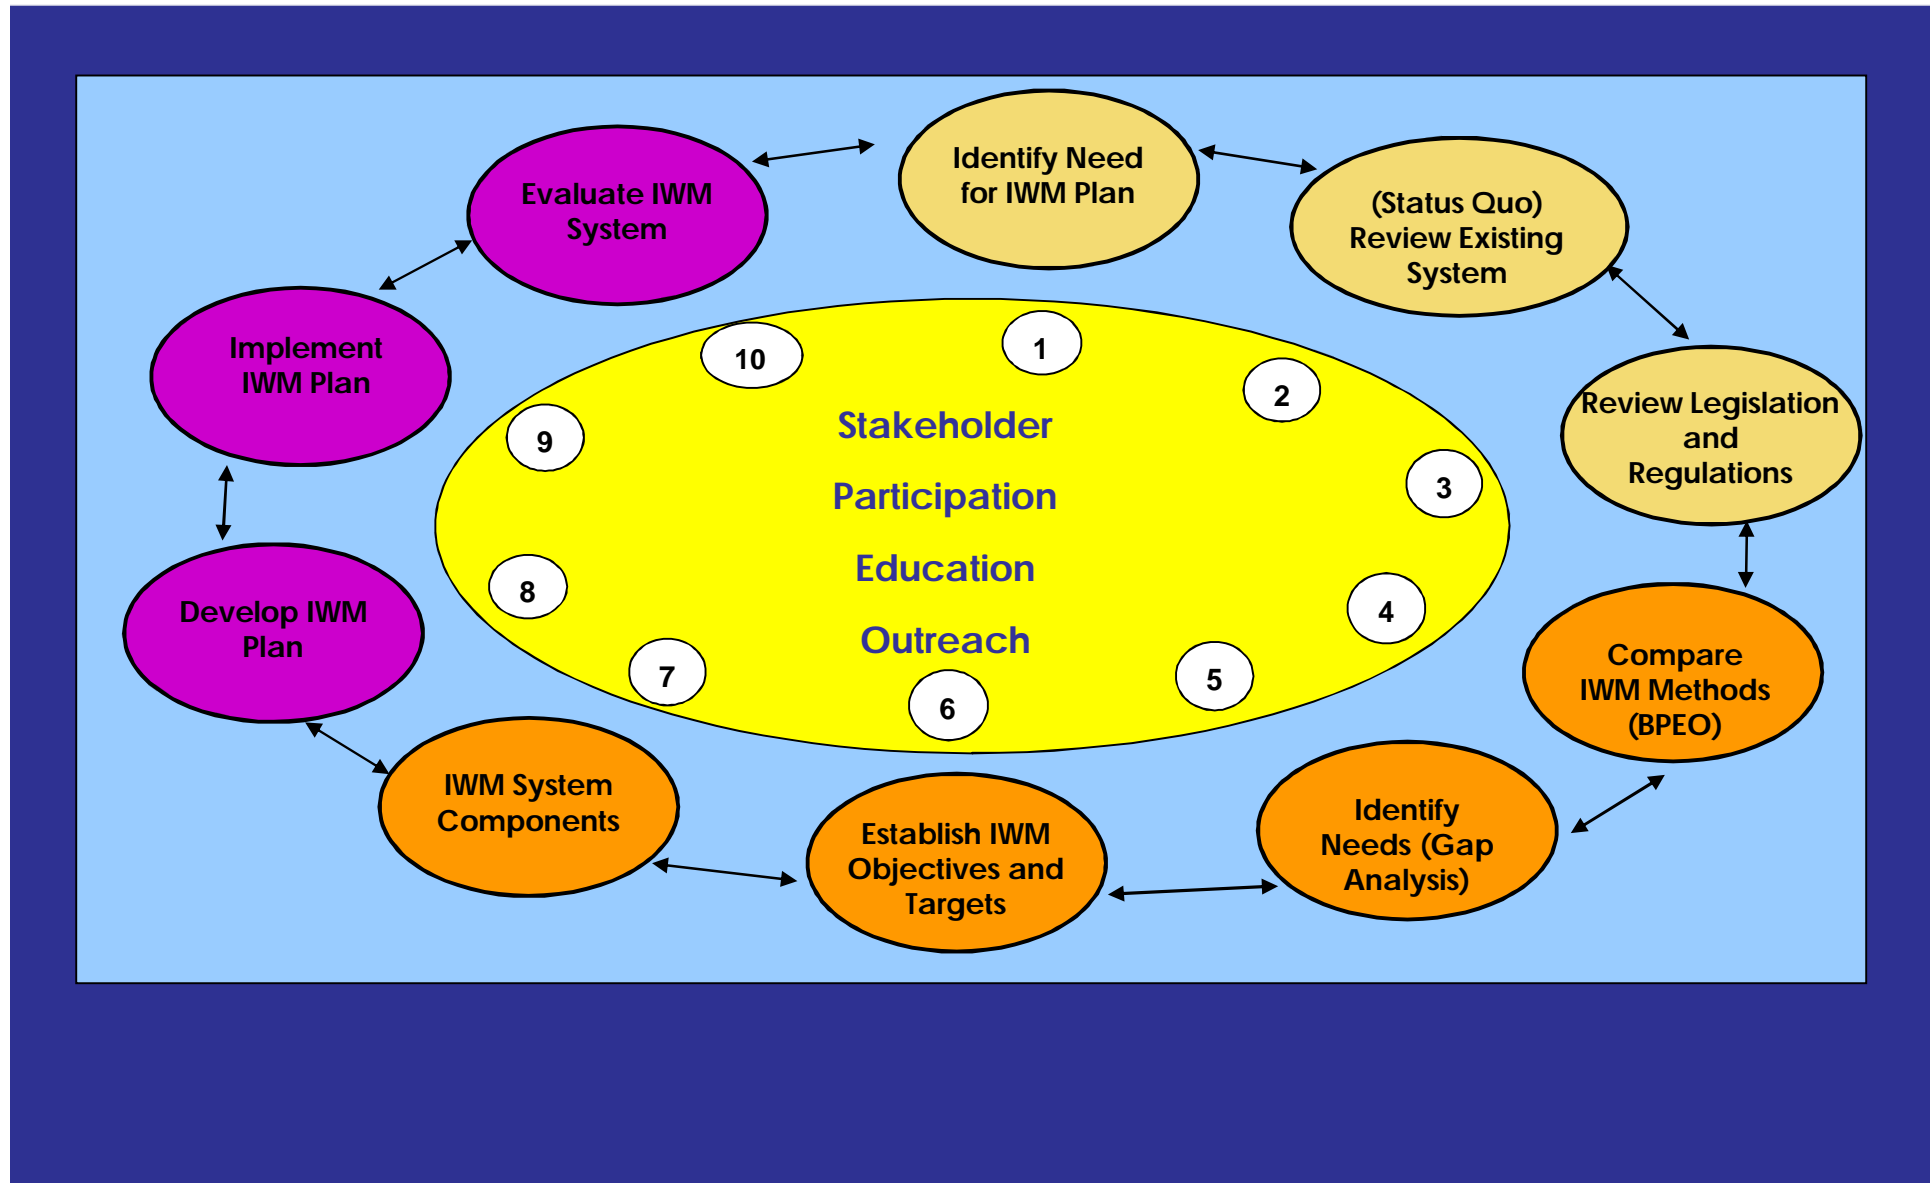 Identify Need
for IWM Plan
(Status Quo)
Review Existing
System
Review Legislation
and
Regulations
Compare
IWM Methods
(BPEO)
Identify
Needs (Gap
Analysis)
Establish IWM
Objectives and
Targets
IWM System
Components
Develop IWM
Plan
Implement
IWM Plan
Evaluate IWM
System
1
2
3
4
5
6
7
8
9
10
Stakeholder
Participation
Education
Outreach